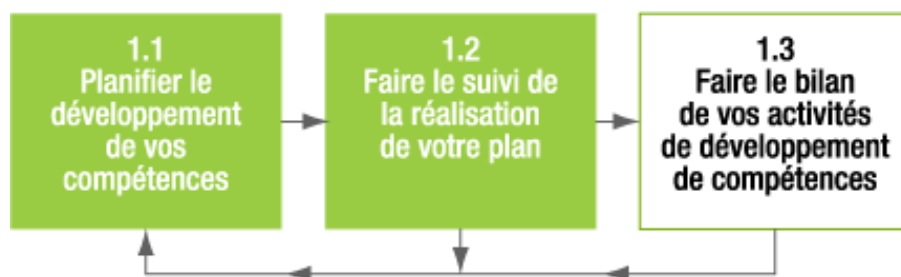 1.1
Planifier le
développement
de vos
compétences
1.2
Faire le suivi de
la réalisation
de votre plan
1.3
Faire le bilan
de vos activités
de développement
de compétences